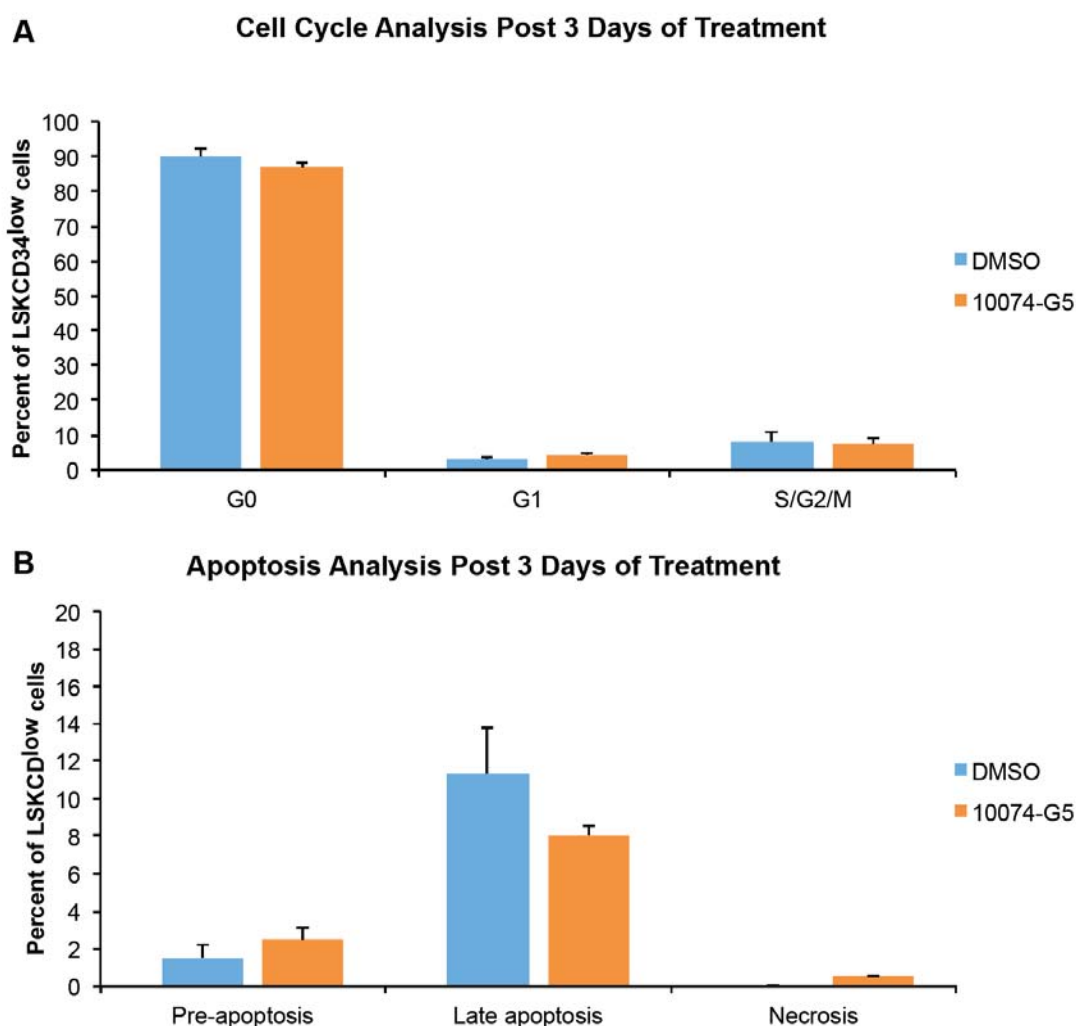 A
Cell Cycle Analysis Post 3 Days of Treatment
Percent of LSKCD34low cells
100
90
80
70
60
50
40
30
20
10
0
G0
G1
S/G2/M
DMSO
10074-G5
B
Apoptosis Analysis Post 3 Days of Treatment
Percent of LSKCDlow cells
20
18
16
14
12
10
8
6
4
2
0
Pre-apoptosis
Late apoptosis
Necrosis
DMSO
10074-G5